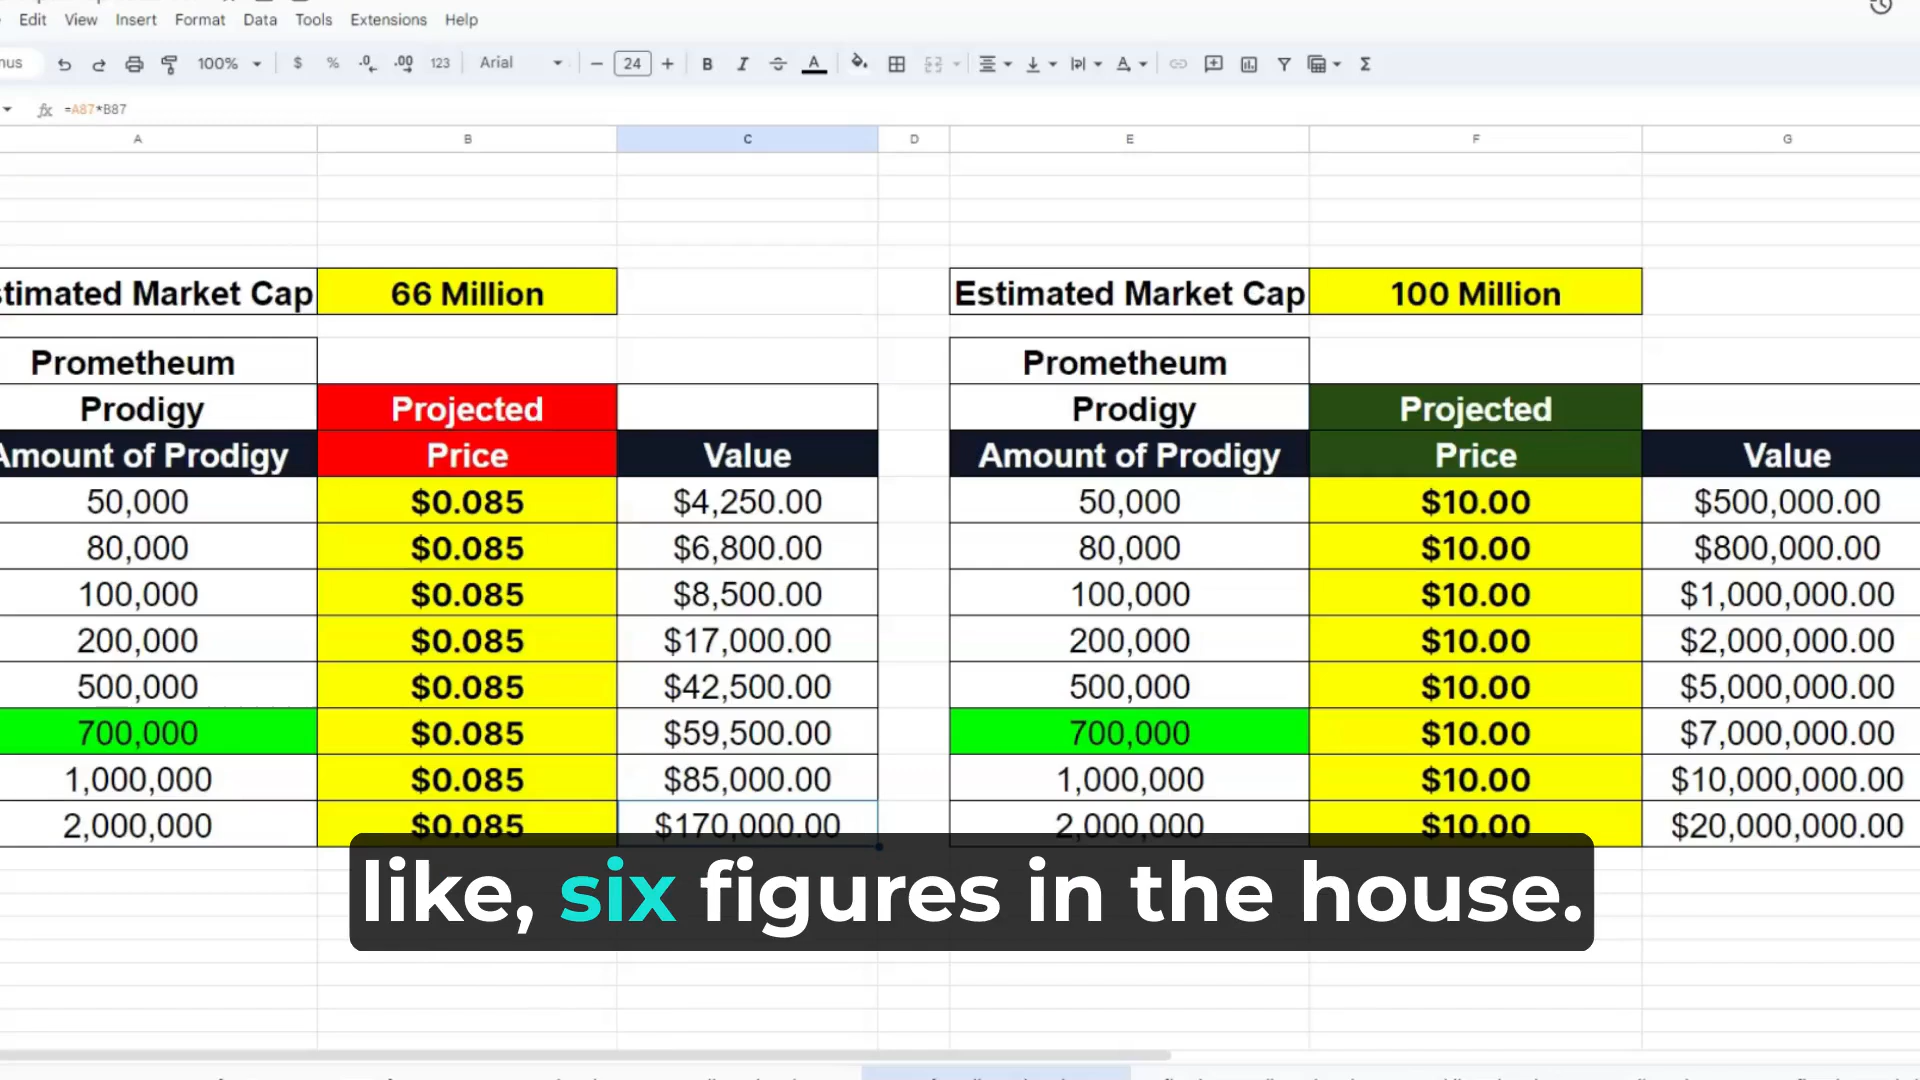 Edit View Insert Format Data Tools Extensions Help
nus 100% $ % .0 .00 123 Arial 24 B I A Σ
fx =A87*B87
A B C D E F G
stimated Market Cap 66 Million Estimated Market Cap 100 Million
Prometheum Prometheum
Prodigy Projected Prodigy Projected
Amount of Prodigy Price Value Amount of Prodigy Price Value
50,000 $0.085 $4,250.00 50,000 $10.00 $500,000.00
80,000 $0.085 $6,800.00 80,000 $10.00 $800,000.00
100,000 $0.085 $8,500.00 100,000 $10.00 $1,000,000.00
200,000 $0.085 $17,000.00 200,000 $10.00 $2,000,000.00
500,000 $0.085 $42,500.00 500,000 $10.00 $5,000,000.00
700,000 $0.085 $59,500.00 700,000 $10.00 $7,000,000.00
1,000,000 $0.085 $85,000.00 1,000,000 $10.00 $10,000,000.00
2,000,000 $0.085 $170,000.00 2,000,000 $10.00 $20,000,000.00
like, six figures in the house.